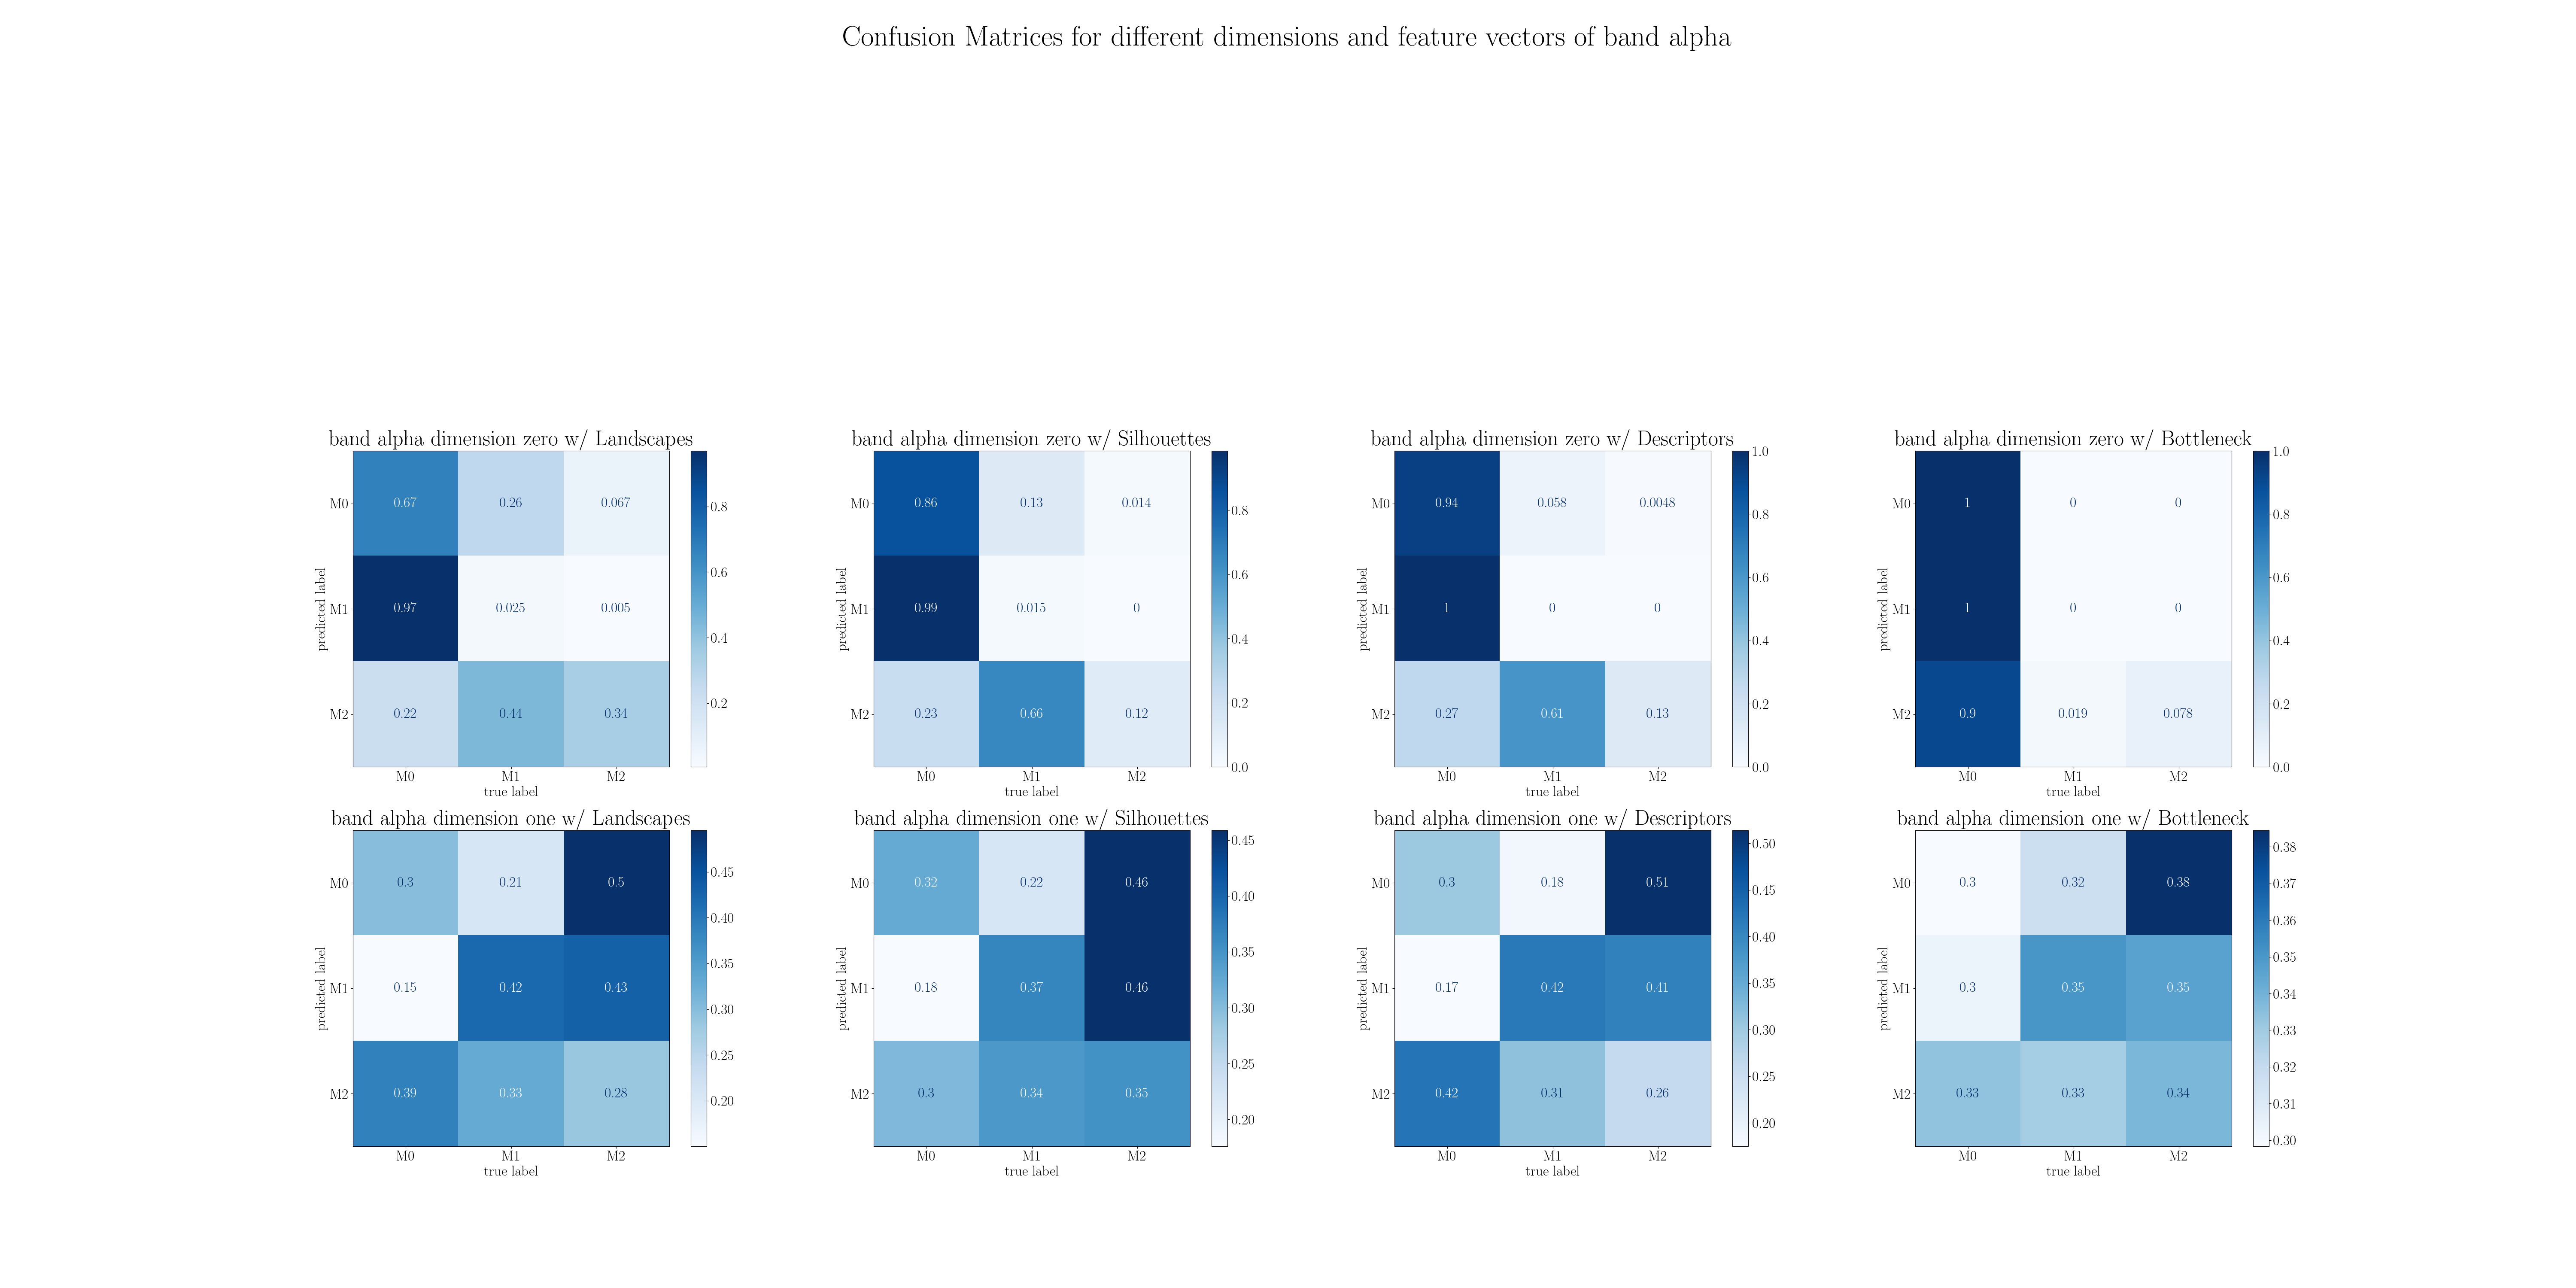 Confusion Matrices for different dimensions and feature vectors of band alpha
band alpha dimension zero w/ Landscapes
predicted label
M0 0.67 0.26 0.067
M1 0.97 0.025 0.005
M2 0.22 0.44 0.34
M0 M1 M2
true label
0.8
0.6
0.4
0.2
band alpha dimension zero w/ Silhouettes
predicted label
M0 0.86 0.13 0.014
M1 0.99 0.015 0
M2 0.23 0.66 0.12
M0 M1 M2
true label
0.8
0.6
0.4
0.2
0.0
band alpha dimension zero w/ Descriptors
predicted label
M0 0.94 0.058 0.0048
M1 1 0 0
M2 0.27 0.61 0.13
M0 M1 M2
true label
1.0
0.8
0.6
0.4
0.2
0.0
band alpha dimension zero w/ Bottleneck
predicted label
M0 1 0 0
M1 1 0 0
M2 0.9 0.019 0.078
M0 M1 M2
true label
1.0
0.8
0.6
0.4
0.2
0.0
band alpha dimension one w/ Landscapes
predicted label
M0 0.3 0.21 0.5
M1 0.15 0.42 0.43
M2 0.39 0.33 0.28
M0 M1 M2
true label
0.45
0.40
0.35
0.30
0.25
0.20
band alpha dimension one w/ Silhouettes
predicted label
M0 0.32 0.22 0.46
M1 0.18 0.37 0.46
M2 0.3 0.34 0.35
M0 M1 M2
true label
0.45
0.40
0.35
0.30
0.25
0.20
band alpha dimension one w/ Descriptors
predicted label
M0 0.3 0.18 0.51
M1 0.17 0.42 0.41
M2 0.42 0.31 0.26
M0 M1 M2
true label
0.50
0.45
0.40
0.35
0.30
0.25
0.20
band alpha dimension one w/ Bottleneck
predicted label
M0 0.3 0.32 0.38
M1 0.3 0.35 0.35
M2 0.33 0.33 0.34
M0 M1 M2
true label
0.38
0.37
0.36
0.35
0.34
0.33
0.32
0.31
0.30